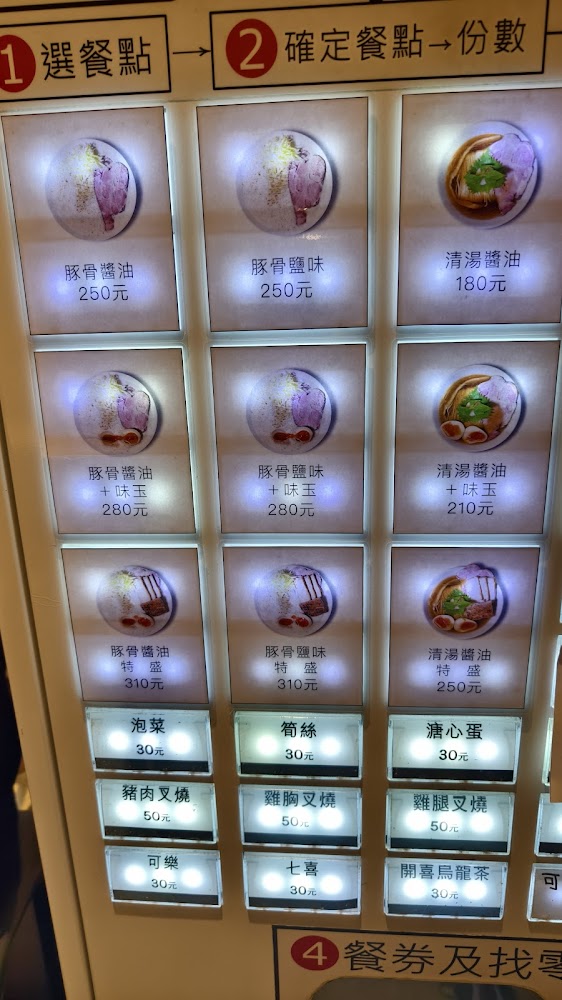 1 選餐點 → 2 確定餐點→份數
豚骨醬油
250元
豚骨鹽味
250元
清湯醬油
180元
豚骨醬油
+味玉
280元
豚骨鹽味
+味玉
280元
清湯醬油
+味玉
210元
豚骨醬油
特 盛
310元
豚骨鹽味
特 盛
310元
清湯醬油
特 盛
250元
泡菜
30元
筍絲
30元
溏心蛋
30元
豬肉叉燒
50元
雞胸叉燒
50元
雞腿叉燒
50元
可樂
30元
七喜
30元
開喜烏龍茶
30元
可
4 餐券及找零